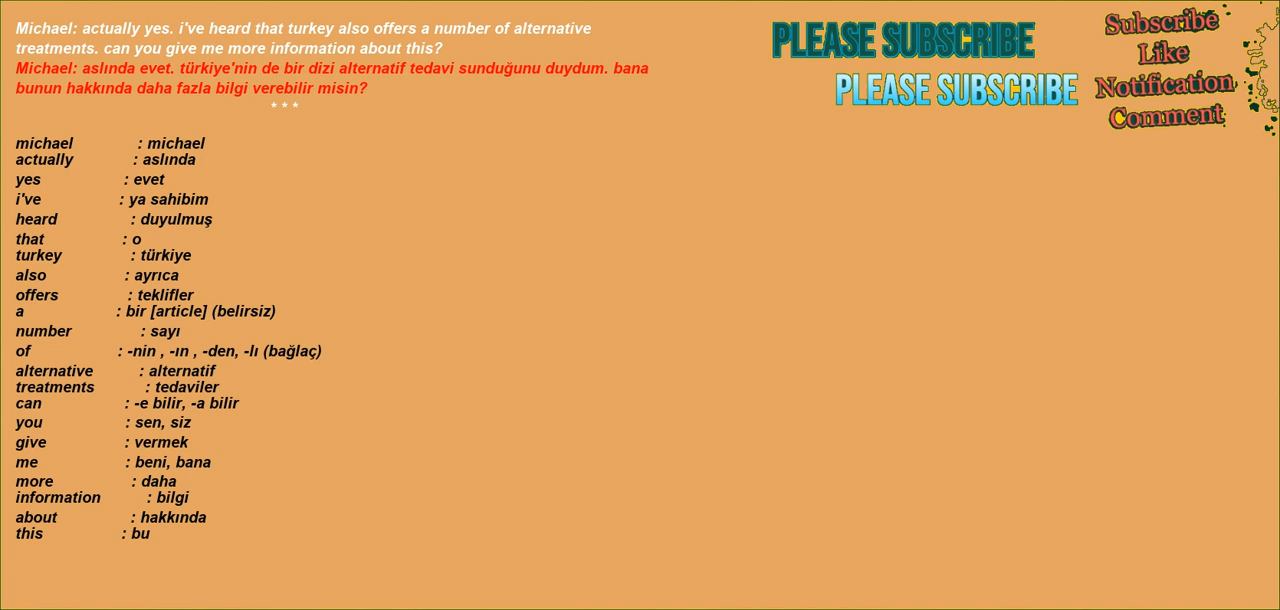 Michael: actually yes. i've heard that turkey also offers a number of alternative
treatments. can you give me more information about this?
Michael: aslında evet. türkiye'nin de bir dizi alternatif tedavi sunduğunu duydum. bana
bunun hakkında daha fazla bilgi verebilir misin?
* * *
michael : michael
actually : aslında
yes : evet
i've : ya sahibim
heard : duyulmuş
that : o
turkey : türkiye
also : ayrıca
offers : teklifler
a : bir [article] (belirsiz)
number : sayı
of : -nin , -ın , -den, -lı (bağlaç)
alternative : alternatif
treatments : tedaviler
can : -e bilir, -a bilir
you : sen, siz
give : vermek
me : beni, bana
more : daha
information : bilgi
about : hakkında
this : bu
PLEASE SUBSCRIBE
PLEASE SUBSCRIBE
Subscribe
Like
Notification
Comment